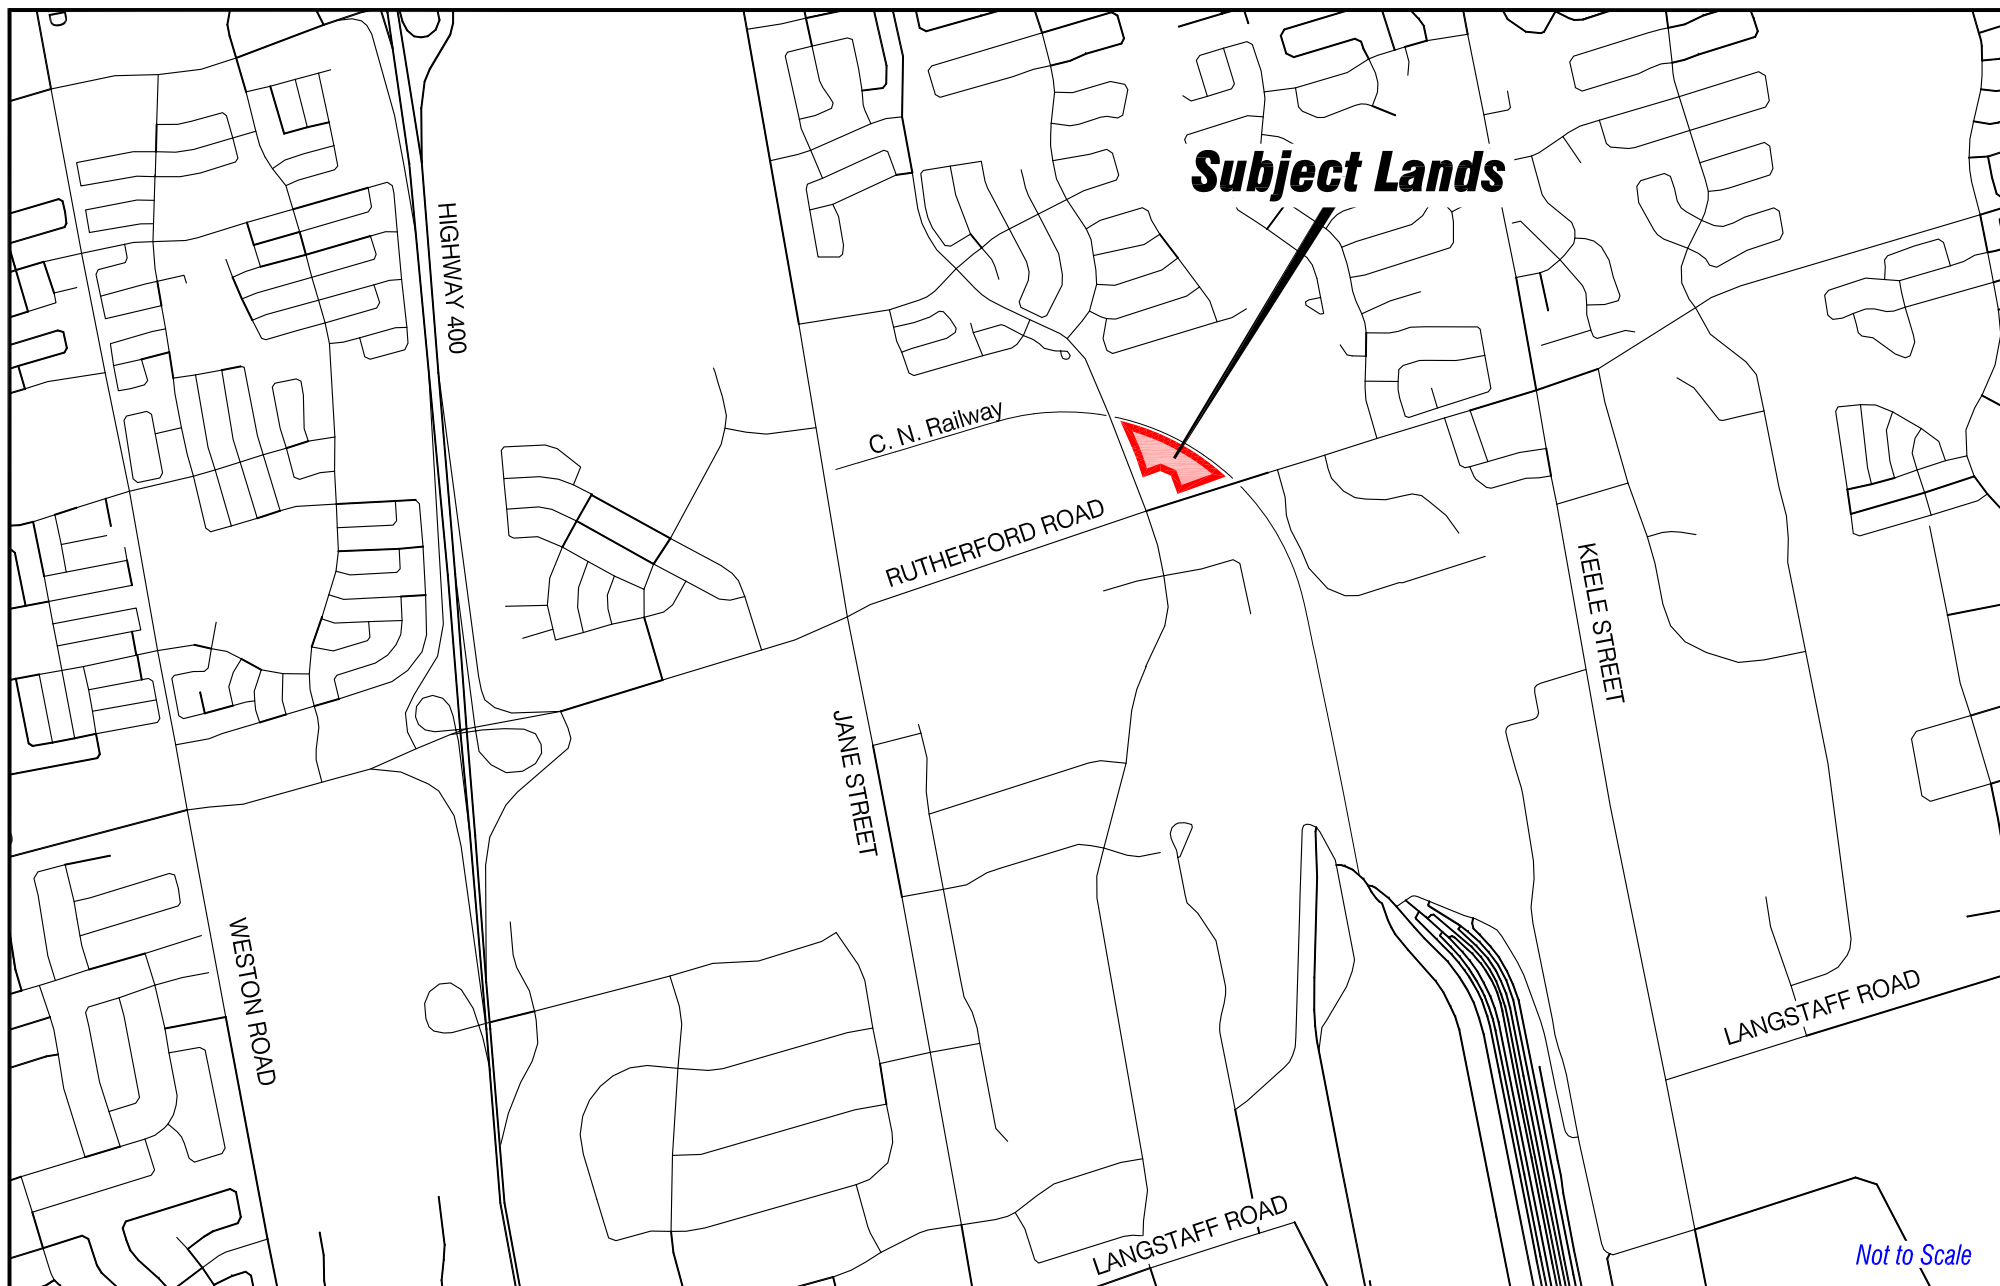 Subject Lands
HIGHWAY 400
C. N. Railway
RUTHERFORD ROAD
KEELE STREET
JANE STREET
WESTON ROAD
LANGSTAFF ROAD
LANGSTAFF ROAD
Not to Scale